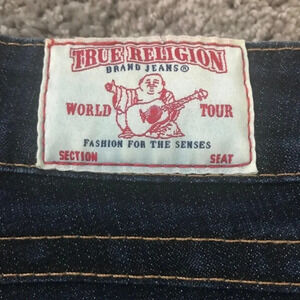 TRUE RELIGION
BRAND JEANS®
WORLD TOUR
FASHION FOR THE SENSES
SECTION SEAT